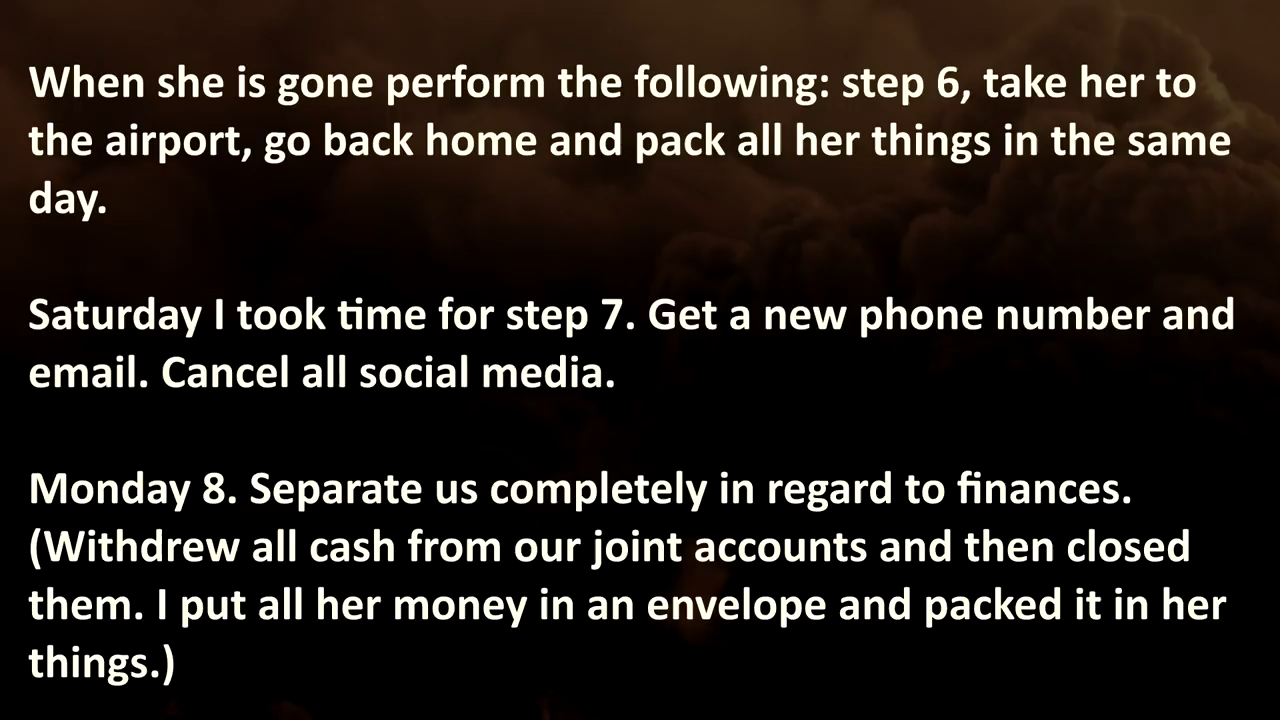 When she is gone perform the following: step 6, take her to
the airport, go back home and pack all her things in the same
day.
Saturday I took time for step 7. Get a new phone number and
email. Cancel all social media.
Monday 8. Separate us completely in regard to finances.
(Withdrew all cash from our joint accounts and then closed
them. I put all her money in an envelope and packed it in her
things.)